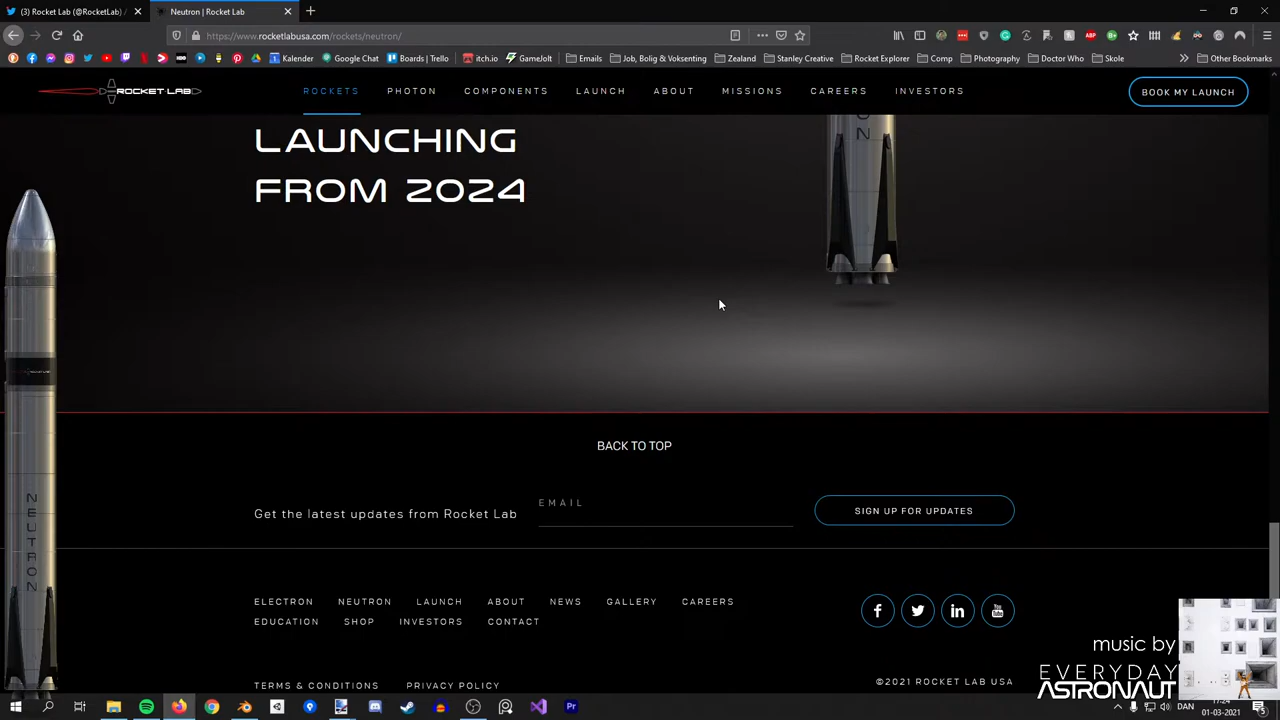 (3) Rocket Lab (@RocketLab) /
Neutron | Rocket Lab
https://www.rocketlabusa.com/rockets/neutron/
Kalender
Google Chat
Boards | Trello
itch.io
GameJolt
Emails
Job, Bolig & Voksenting
Zealand
Stanley Creative
Rocket Explorer
Comp
Photography
Doctor Who
Skole
Other Bookmarks
ROCKET LAB
ROCKETS
PHOTON
COMPONENTS
LAUNCH
ABOUT
MISSIONS
CAREERS
INVESTORS
BOOK MY LAUNCH
LAUNCHING
FROM 2024
NEUTRON
BACK TO TOP
Get the latest updates from Rocket Lab
EMAIL
SIGN UP FOR UPDATES
ELECTRON NEUTRON LAUNCH ABOUT NEWS GALLERY CAREERS
EDUCATION SHOP INVESTORS CONTACT
TERMS & CONDITIONS PRIVACY POLICY
©2021 ROCKET LAB USA
music by
EVERYDAY
ASTRONAUT
DAN
17:24
01-03-2021